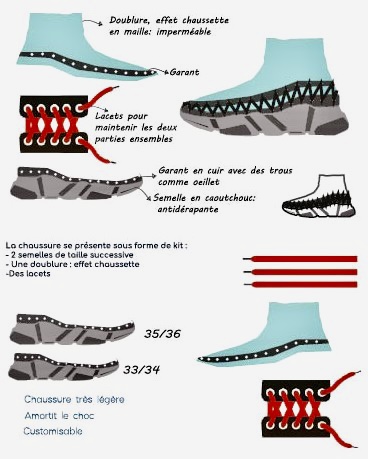 Doublure, effet chaussette
en maille: imperméable
Garant
Lacets pour
maintenir les deux
parties ensembles
Garant en cuir avec des trous
comme oeillet
Semelle en caoutchouc:
antidérapante
La chaussure se présente sous forme de kit :
- 2 semelles de taille successive
- Une doublure : effet chaussette
-Des lacets
35/36
33/34
Chaussure très légère
Amortit le choc
Customisable